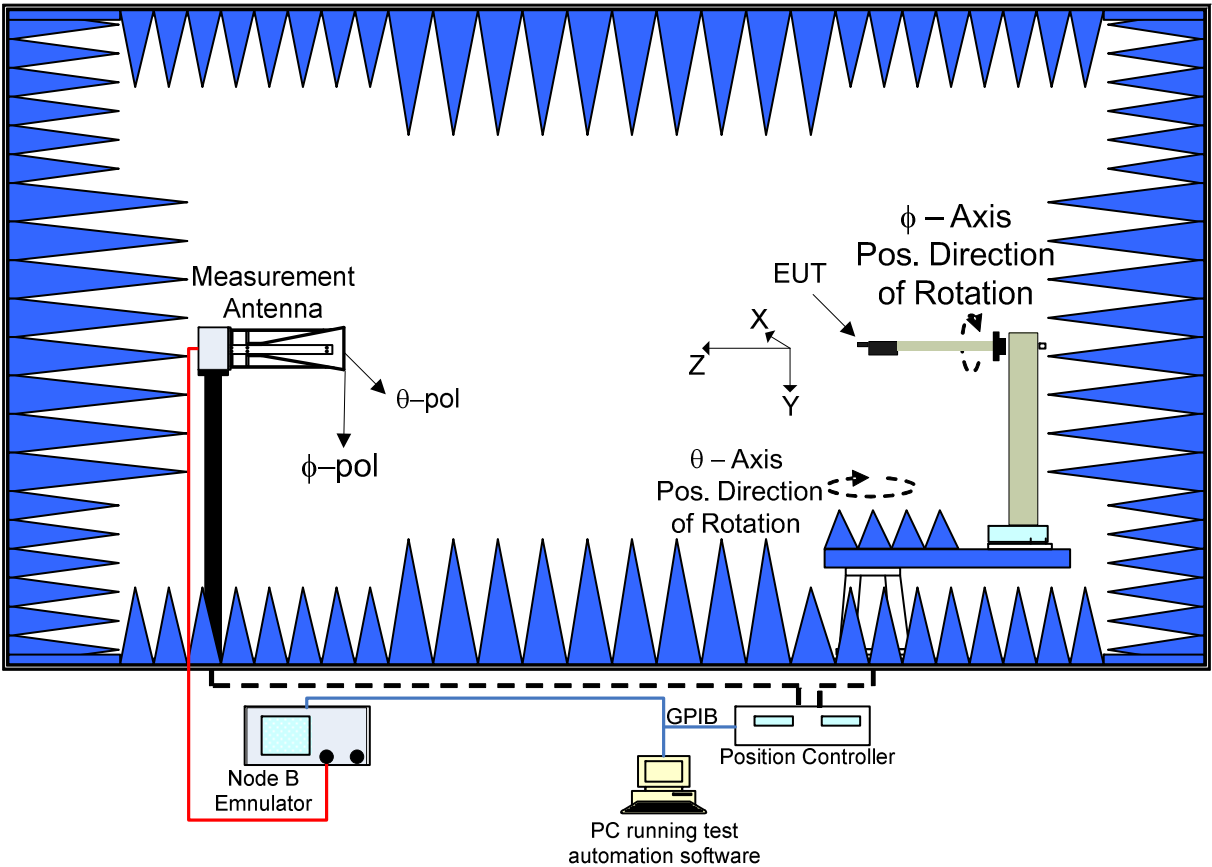 ϕ – Axis
Pos. Direction
of Rotation
EUT
Measurement
Antenna
X
Z
Y
θ–pol
ϕ–pol
θ – Axis
Pos. Direction
of Rotation
GPIB
Position Controller
Node B
Emnulator
PC running test
automation software